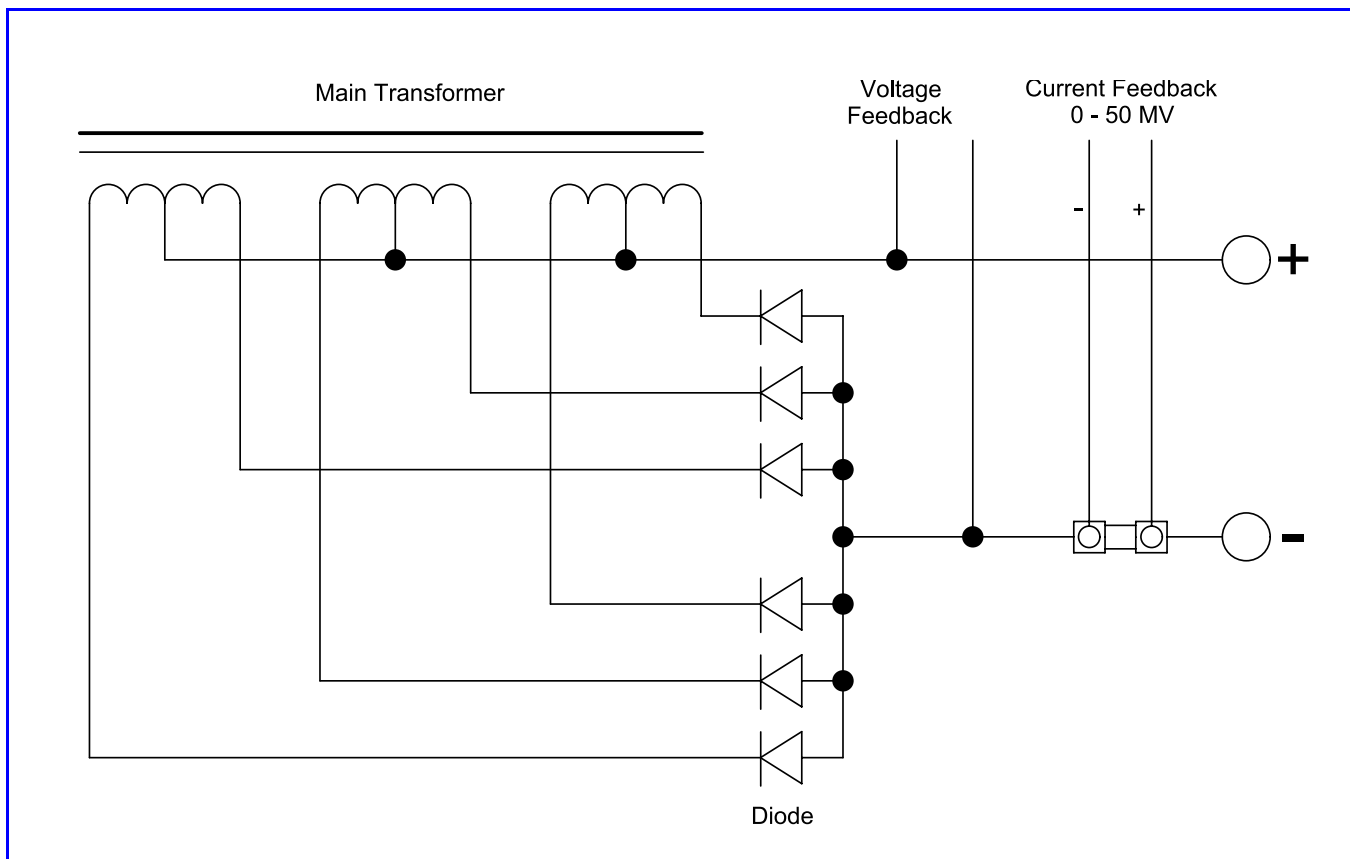 Main Transformer
Voltage
Feedback
Current Feedback
0 - 50 MV
- +
+
-
Diode